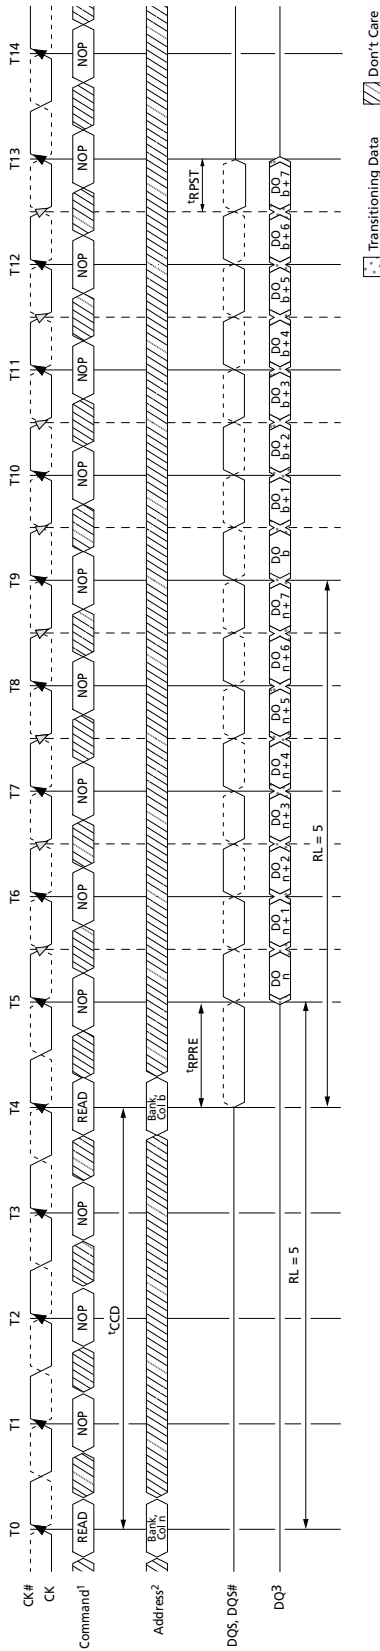 T0 T1 T2 T3 T4 T5 T6 T7 T8 T9 T10 T11 T12 T13 T14
CK#
CK
Command1 READ NOP NOP NOP READ NOP NOP NOP NOP NOP NOP NOP NOP NOP NOP
tCCD
Address2 Bank, Bank,
Col n Col b
tRPRE tRPST
DQS, DQS#
DQ3 DO DO DO DO DO DO DO DO DO DO DO DO DO DO DO DO
n n + 1 n + 2 n + 3 n + 4 n + 5 n + 6 n + 7 b b + 1 b + 2 b + 3 b + 4 b + 5 b + 6 b + 7
RL = 5
RL = 5
Transitioning Data Don't Care